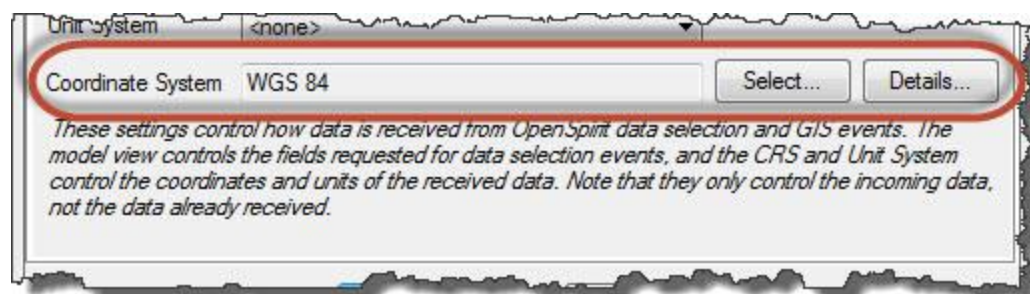 Unit System <none>
Coordinate System WGS 84 Select... Details...
These settings control how data is received from OpenSpirit data selection and GIS events. The
model view controls the fields requested for data selection events, and the CRS and Unit System
control the coordinates and units of the received data. Note that they only control the incoming data,
not the data already received.